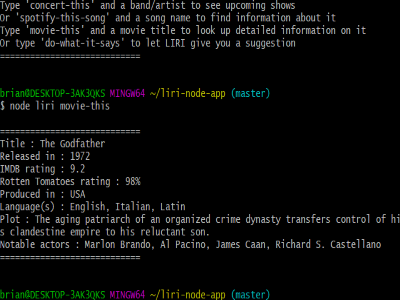 Type 'concert-this' and a band/artist to see upcoming shows
Or 'spotify-this-song' and a song name to find information about it
Type 'movie-this' and a movie title to look up detailed information on it
Or type 'do-what-it-says' to let LIRI give you a suggestion
============================
brian@DESKTOP-3AK3QKS MINGW64 ~/liri-node-app (master)
$ node liri movie-this
============================
Title : The Godfather
Released in : 1972
IMDB rating : 9.2
Rotten Tomatoes rating : 98%
Produced in : USA
Language(s) : English, Italian, Latin
Plot : The aging patriarch of an organized crime dynasty transfers control of hi
s clandestine empire to his reluctant son.
Notable actors : Marlon Brando, Al Pacino, James Caan, Richard S. Castellano
============================
brian@DESKTOP-3AK3QKS MINGW64 ~/liri-node-app (master)